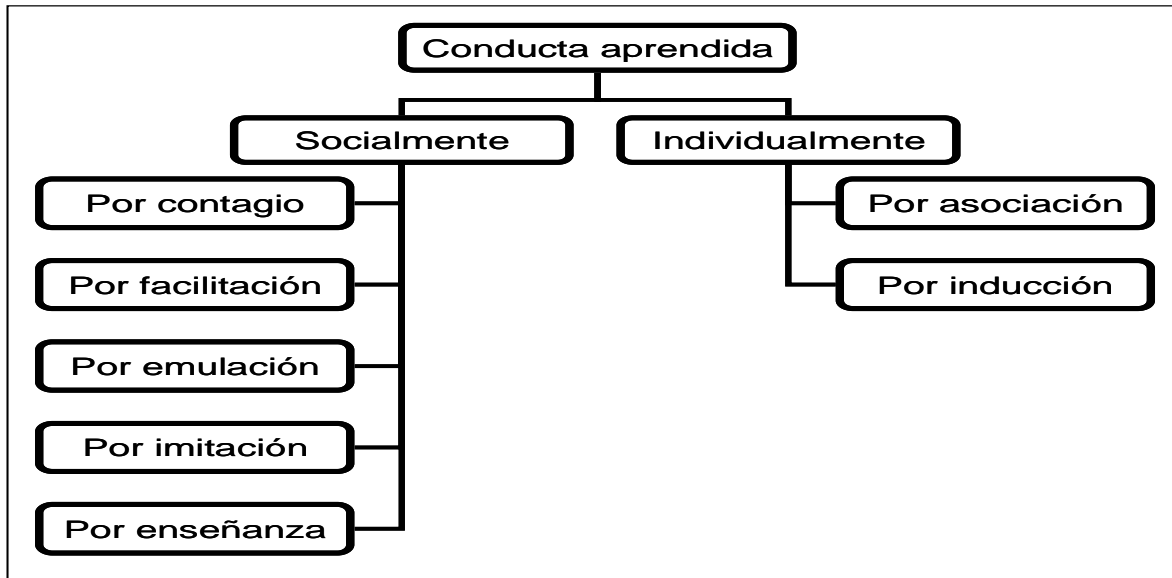 Conducta aprendida
Socialmente
Individualmente
Por contagio
Por asociación
Por facilitación
Por inducción
Por emulación
Por imitación
Por enseñanza